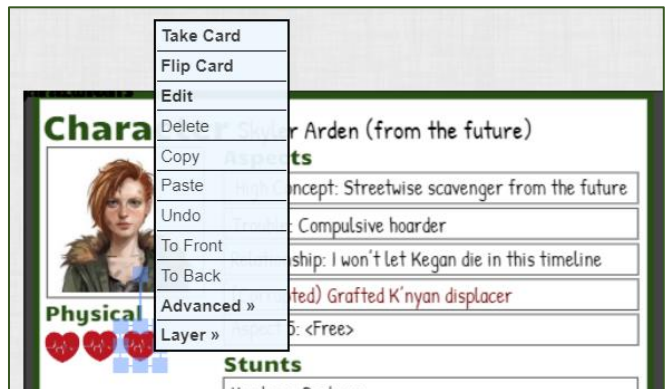 Take Card
Flip Card
Edit
Delete
Copy
Paste
Undo
To Front
To Back
Advanced »
Layer »
Character Skyler Arden (from the future)
Aspects
High Concept: Streetwise scavenger from the future
Trouble: Compulsive hoarder
Relationship: I won't let Kegan die in this timeline
(Corrupted) Grafted K'nyan displacer
Aspect 5: <Free>
Physical
Stunts